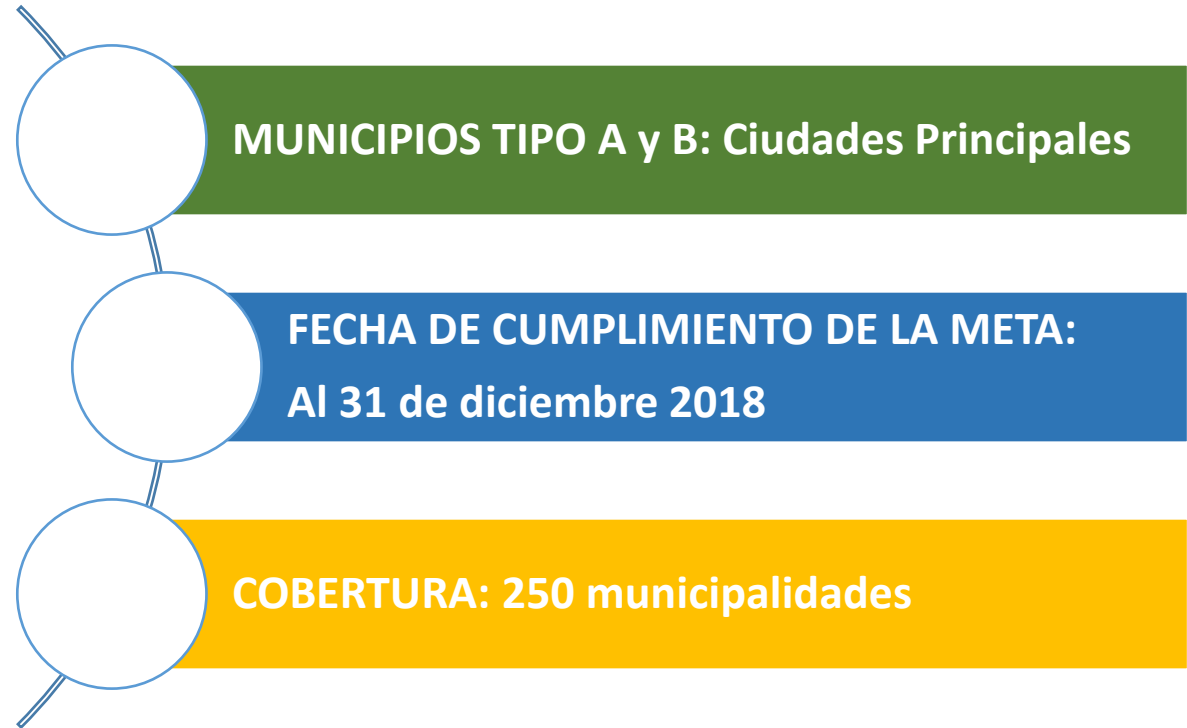 MUNICIPIOS TIPO A y B: Ciudades Principales
FECHA DE CUMPLIMIENTO DE LA META:
Al 31 de diciembre 2018
COBERTURA: 250 municipalidades